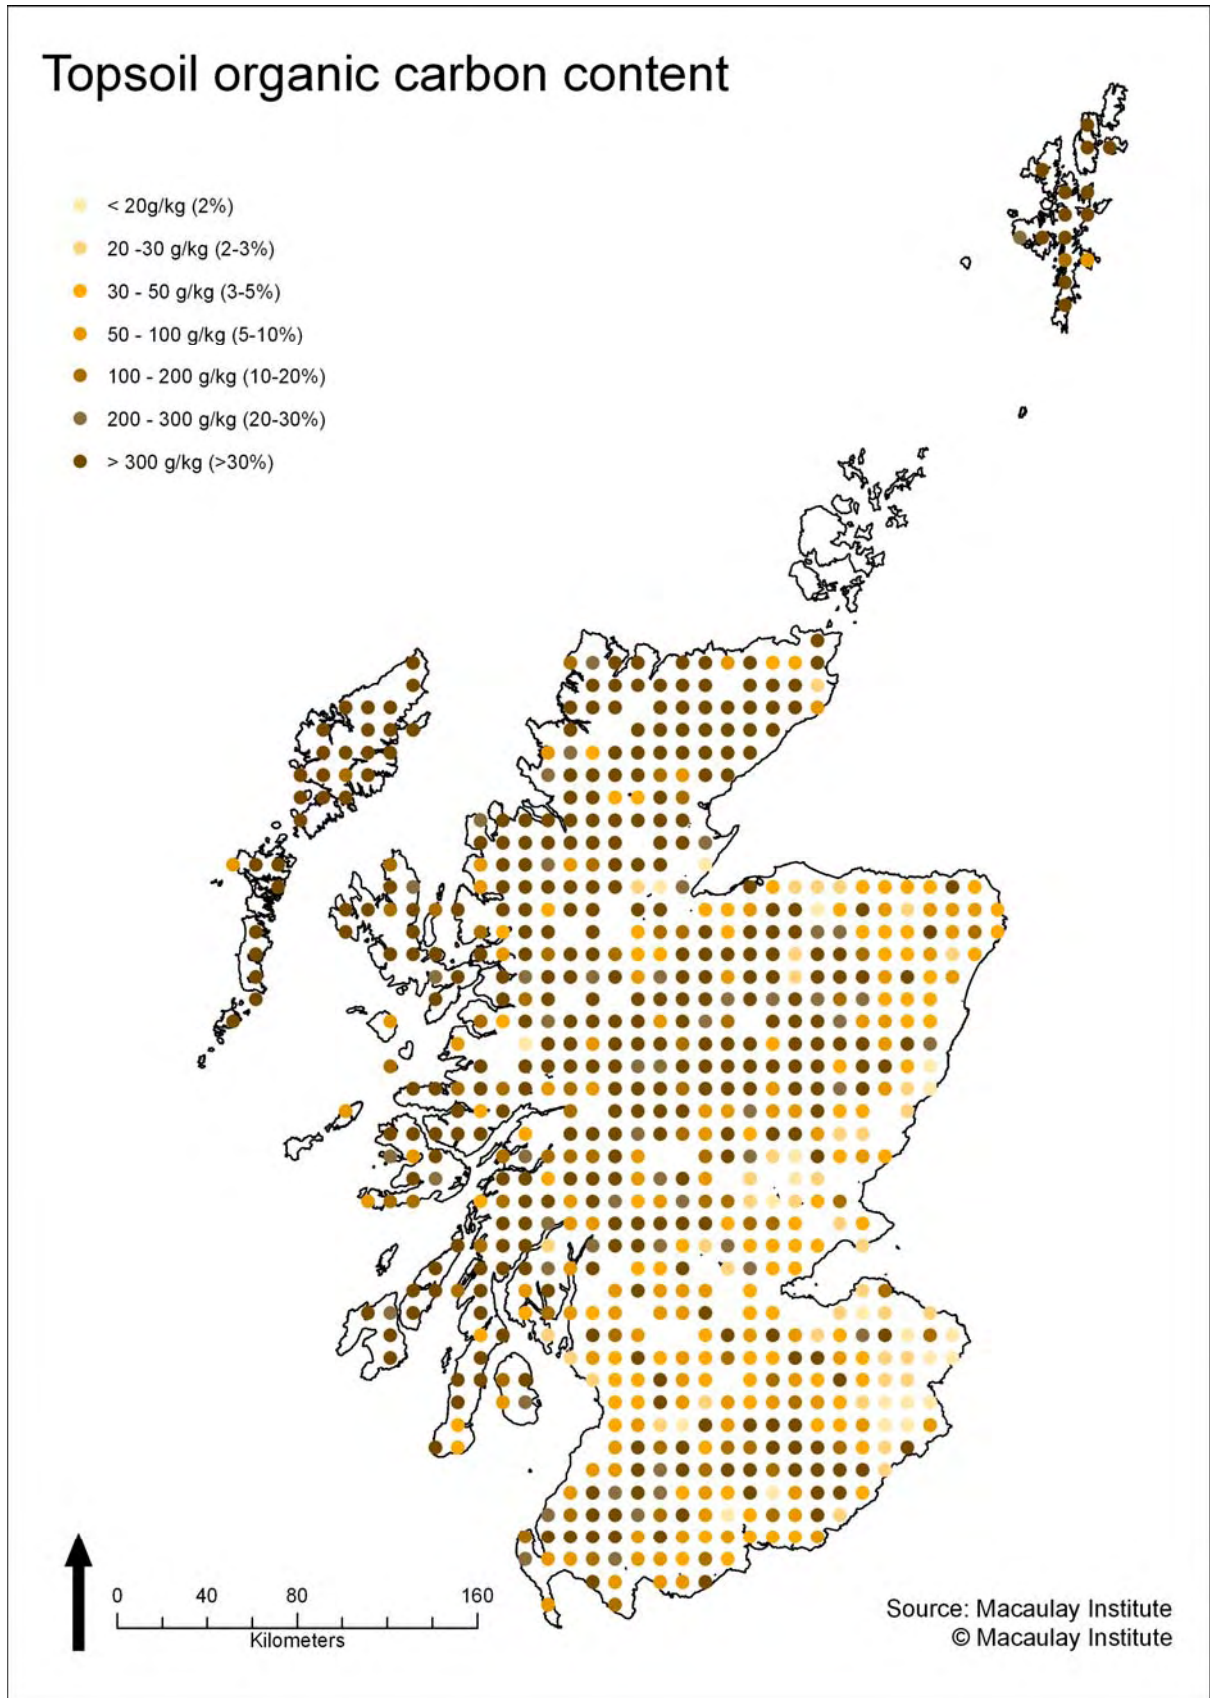 Topsoil organic carbon content
< 20g/kg (2%)
20 -30 g/kg (2-3%)
30 - 50 g/kg (3-5%)
50 - 100 g/kg (5-10%)
100 - 200 g/kg (10-20%)
200 - 300 g/kg (20-30%)
> 300 g/kg (>30%)
0 40 80 160
Kilometers
Source: Macaulay Institute
© Macaulay Institute